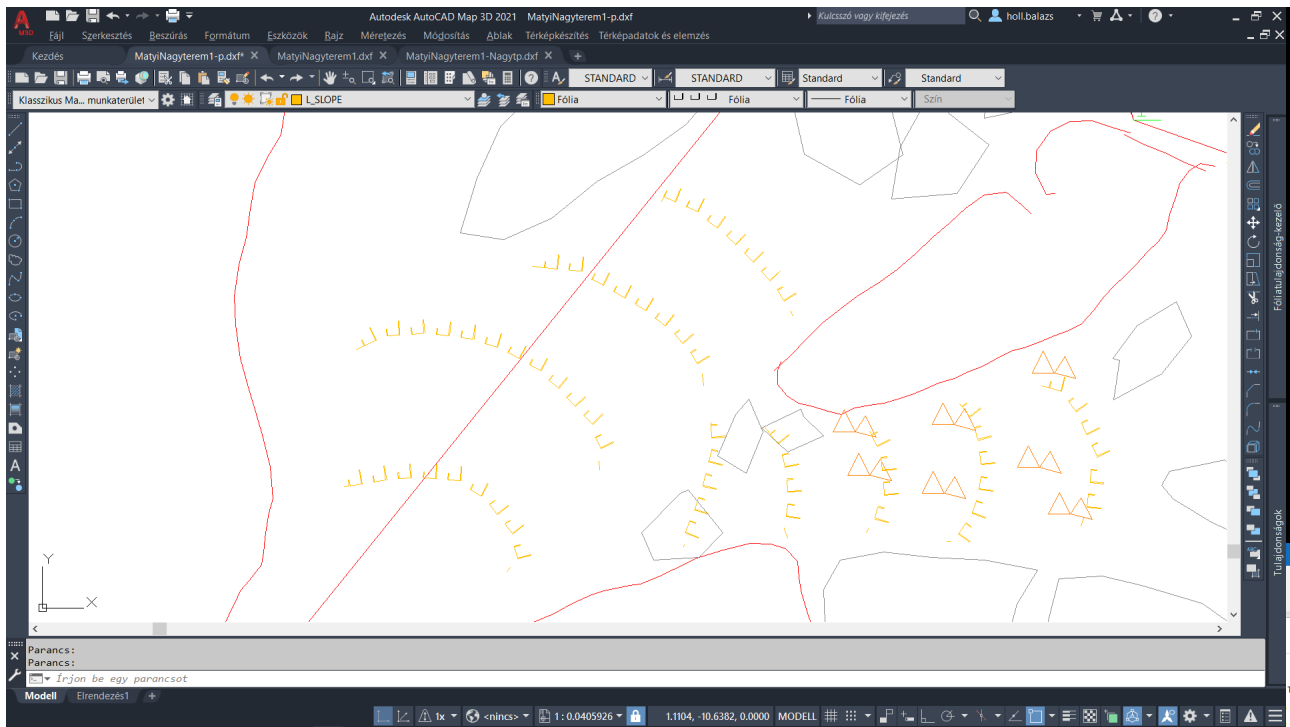 A M3D Autodesk AutoCAD Map 3D 2021 MatyiNagyterem1-p.dxf Kulcsszó vagy kifejezés holl.balazs
Fájl Szerkesztés Beszúrás Formátum Eszközök Rajz Méretezés Módosítás Ablak Térképkészítés Térképadatok és elemzés
Kezdés MatyiNagyterem1-p.dxf* MatyiNagyterem1.dxf MatyiNagyterem1-Nagytp.dxf
STANDARD STANDARD Standard Standard
Klasszikus Ma... munkaterület L_SLOPE Fólia Fólia Fólia Szín
Fóliatulajdonság-kezelő
Tulajdonságok
Y
X
Parancs:
Parancs:
Írjon be egy parancsot
Modell Elrendezés1
1x <nincs> 1 : 0.0405926 1.1104, -10.6382, 0.0000 MODELL